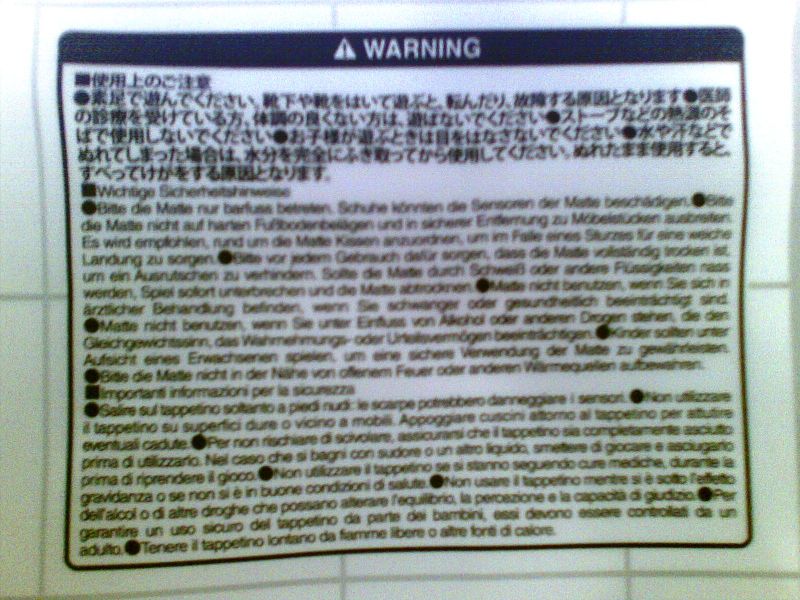 ⚠ WARNING
■使用上のご注意
●素足で遊んでください。靴下や靴をはいて遊ぶと、転んだり、故障する原因となります●医師
の診療を受けている方、体調の良くない方は、遊ばないでください●ストーブなどの熱源のそ
ばで使用しないでください●お子様が遊ぶときは目をはなさないでください●水や汗などで
ぬれてしまった場合は、水分を完全にふき取ってから使用してください。ぬれたまま使用すると、
すべってけがをする原因となります。
■Wichtige Sicherheitshinweise
●Bitte die Matte nur barfuss betreten. Schuhe könnten die Sensoren der Matte beschädigen.●Bitte
die Matte nicht auf harten Fußbodenbelägen und in sicherer Entfernung zu Möbelstücken ausbreiten.
Es wird empfohlen, rund um die Matte Kissen anzuordnen, um im Falle eines Sturzes für eine weiche
Landung zu sorgen.●Bitte vor jedem Gebrauch dafür sorgen, dass die Matte vollständig trocken ist,
um ein Ausrutschen zu verhindern. Sollte die Matte durch Schweiß oder andere Flüssigkeiten nass
werden, Spiel sofort unterbrechen und die Matte abtrocknen.●Matte nicht benutzen, wenn Sie sich in
ärztlicher Behandlung befinden, wenn Sie schwanger oder gesundheitlich beeinträchtigt sind.
●Matte nicht benutzen, wenn Sie unter Einfluss von Alkohol oder anderen Drogen stehen, die den
Gleichgewichtssinn, das Wahrnehmungs- oder Urteilsvermögen beeinträchtigen.●Kinder sollten unter
Aufsicht eines Erwachsenen spielen, um eine sichere Verwendung der Matte zu gewährleisten.
●Bitte die Matte nicht in der Nähe von offenem Feuer oder anderen Wärmequellen aufbewahren.
■Importanti informazioni per la sicurezza
●Salire sul tappetino soltanto a piedi nudi: le scarpe potrebbero danneggiare i sensori.●Non utilizzare
il tappetino su superfici dure o vicino a mobili. Appoggiare cuscini attorno al tappetino per attutire
eventuali cadute.●Per non rischiare di scivolare, assicurarsi che il tappetino sia completamente asciutto
prima di utilizzarlo. Nel caso che si bagni con sudore o un altro liquido, smettere di giocare e asciugarlo
prima di riprendere il gioco.●Non utilizzare il tappetino se si stanno seguendo cure mediche, durante la
gravidanza o se non si è in buone condizioni di salute.●Non usare il tappetino mentre si è sotto l'effetto
dell'alcol o di altre droghe che possano alterare l'equilibrio, la percezione e la capacità di giudizio.●Per
garantire un uso sicuro del tappetino da parte dei bambini, essi devono essere controllati da un
adulto.●Tenere il tappetino lontano da fiamme libere o altre fonti di calore.